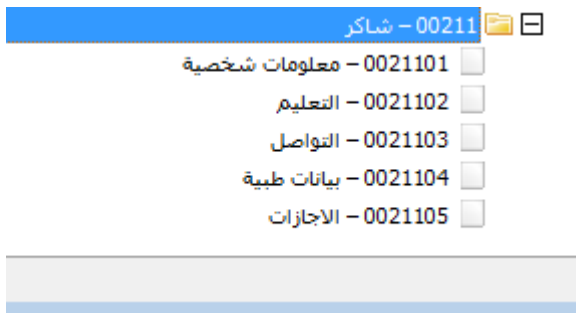 00211 – شاكر
0021101 – معلومات شخصية
0021102 – التعليم
0021103 – التواصل
0021104 – بيانات طبية
0021105 – الاجازات